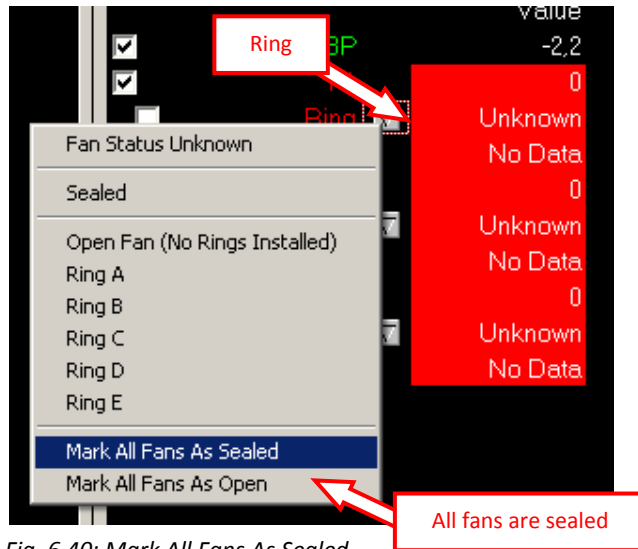 Value
Ring
BP
-2,2
0
Ring
Unknown
No Data
0
Unknown
No Data
0
Unknown
No Data
Fan Status Unknown
Sealed
Open Fan (No Rings Installed)
Ring A
Ring B
Ring C
Ring D
Ring E
Mark All Fans As Sealed
Mark All Fans As Open
All fans are sealed
Fig. 6.40: Mark All Fans As Sealed